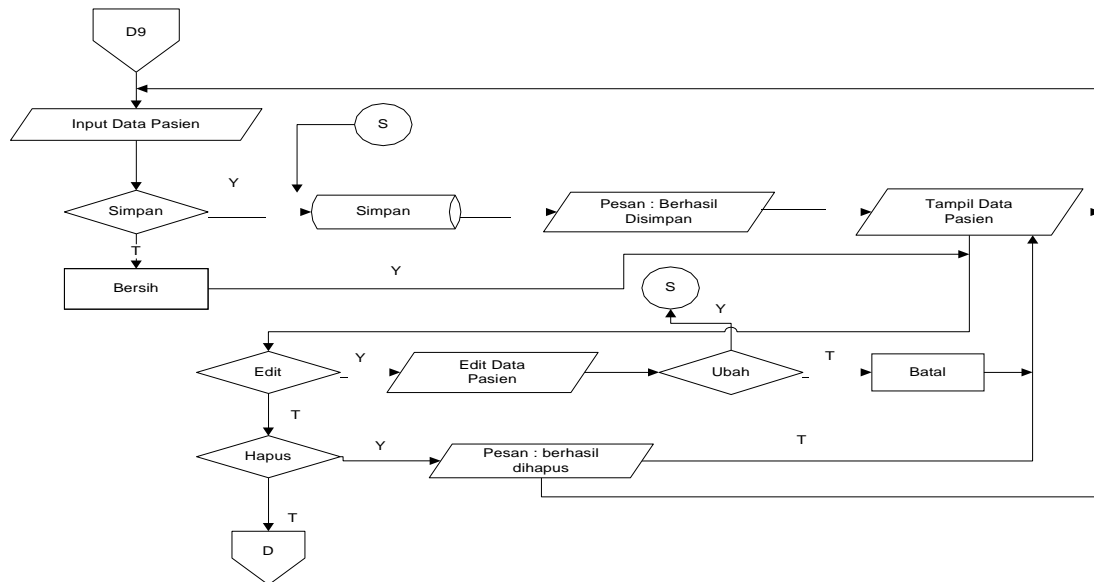 D9
Input Data Pasien
S
Y
Simpan
Simpan
Pesan : Berhasil
Disimpan
Tampil Data
Pasien
T
Bersih
Y
S
Y
Edit
Y
Edit Data
Pasien
Ubah
T
Batal
T
Hapus
Y
Pesan : berhasil
dihapus
T
T
D